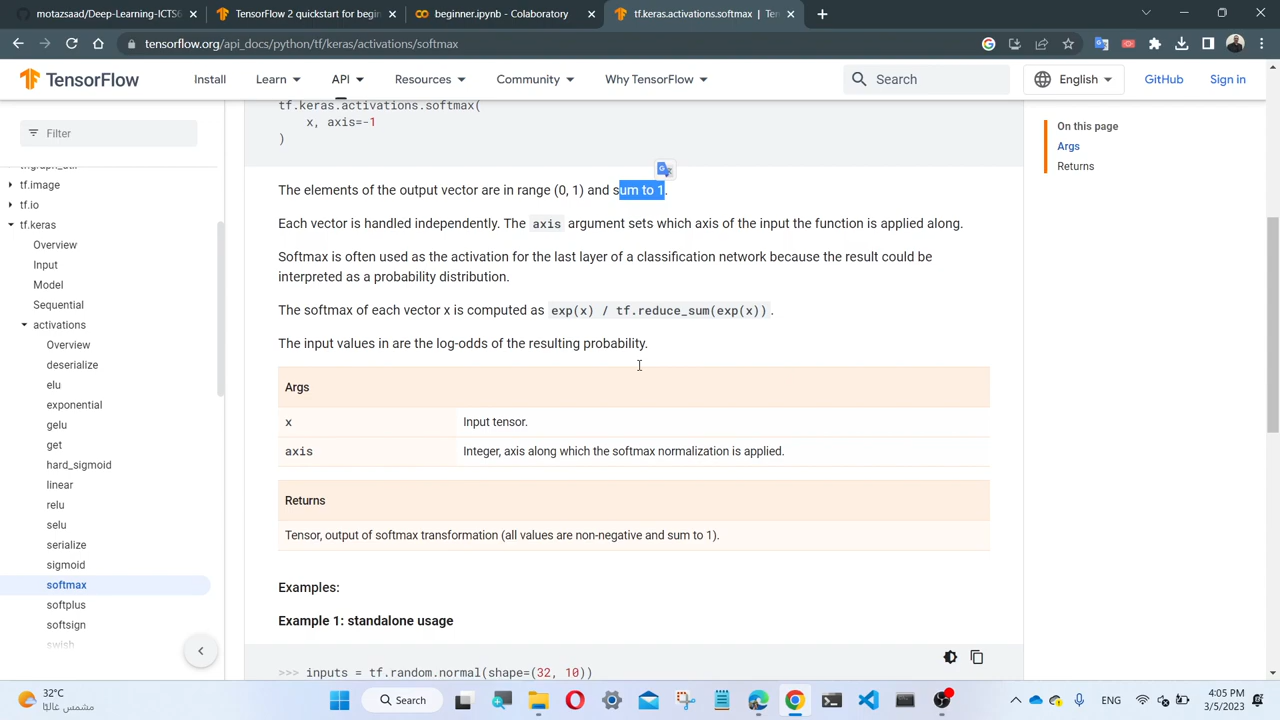 motazsaad/Deep-Learning-ICTS6
TensorFlow 2 quickstart for begin
beginner.ipynb - Colaboratory
tf.keras.activations.softmax | Ten
tensorflow.org/api_docs/python/tf/keras/activations/softmax
TensorFlow
Install
Learn
API
Resources
Community
Why TensorFlow
Search
English
GitHub
Sign in
Filter
tf.image
tf.io
tf.keras
Overview
Input
Model
Sequential
activations
Overview
deserialize
elu
exponential
gelu
get
hard_sigmoid
linear
relu
selu
serialize
sigmoid
softmax
softplus
softsign
swish
tf.keras.activations.softmax(
x, axis=-1
)
The elements of the output vector are in range (0, 1) and sum to 1.
Each vector is handled independently. The axis argument sets which axis of the input the function is applied along.
Softmax is often used as the activation for the last layer of a classification network because the result could be
interpreted as a probability distribution.
The softmax of each vector x is computed as exp(x) / tf.reduce_sum(exp(x)).
The input values in are the log-odds of the resulting probability.
Args
x Input tensor.
axis Integer, axis along which the softmax normalization is applied.
Returns
Tensor, output of softmax transformation (all values are non-negative and sum to 1).
Examples:
Example 1: standalone usage
>>> inputs = tf.random.normal(shape=(32, 10))
On this page
Args
Returns
32°C
مشمس غالبًا
Search
ENG
4:05 PM
3/5/2023